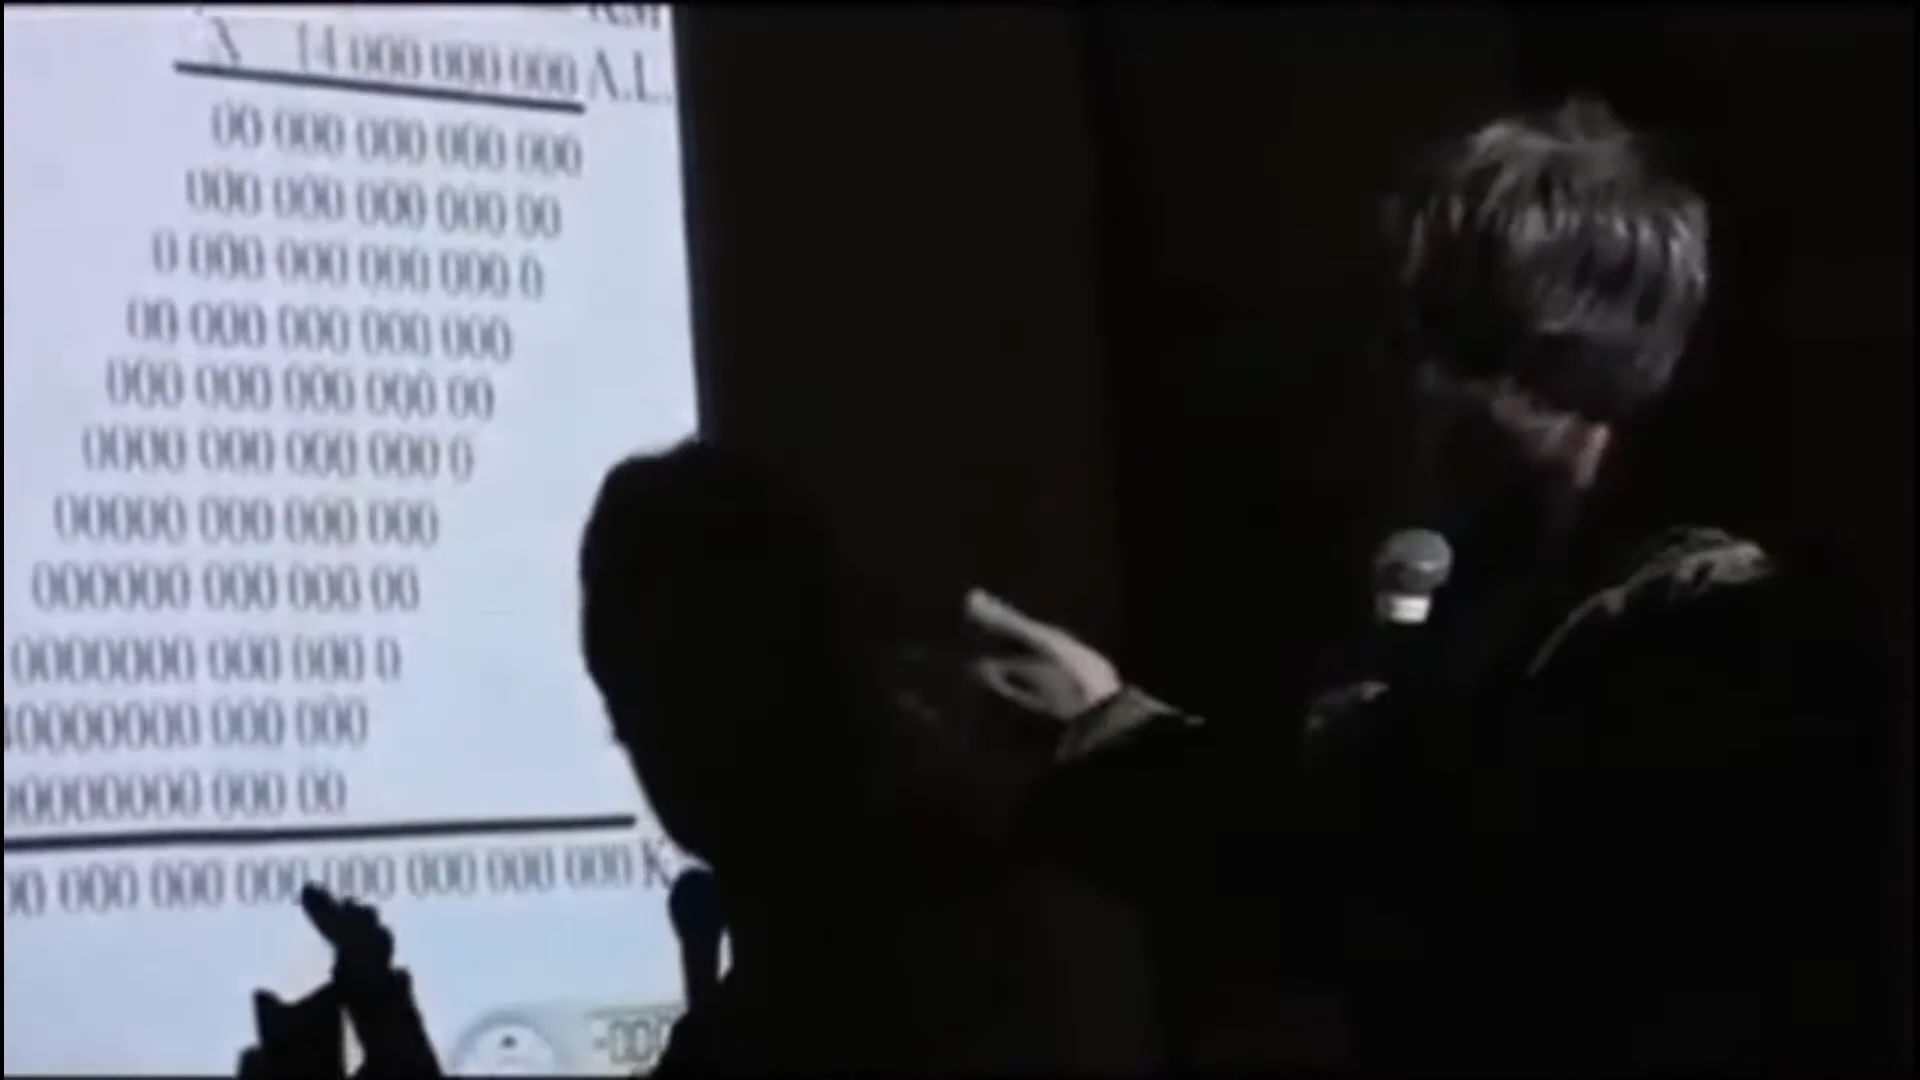 KM
X 14 000 000 000 A.L.
00 000 000 000 000
000 000 000 000 00
0 000 000 000 000 0
00 000 000 000 000
000 000 000 000 00
0000 000 000 000 0
00000 000 000 000
000000 000 000 00
0000000 000 000 0
0000000 000 000
0000000 000 00
00 000 000 000 000 000 000 000 K
-00:0